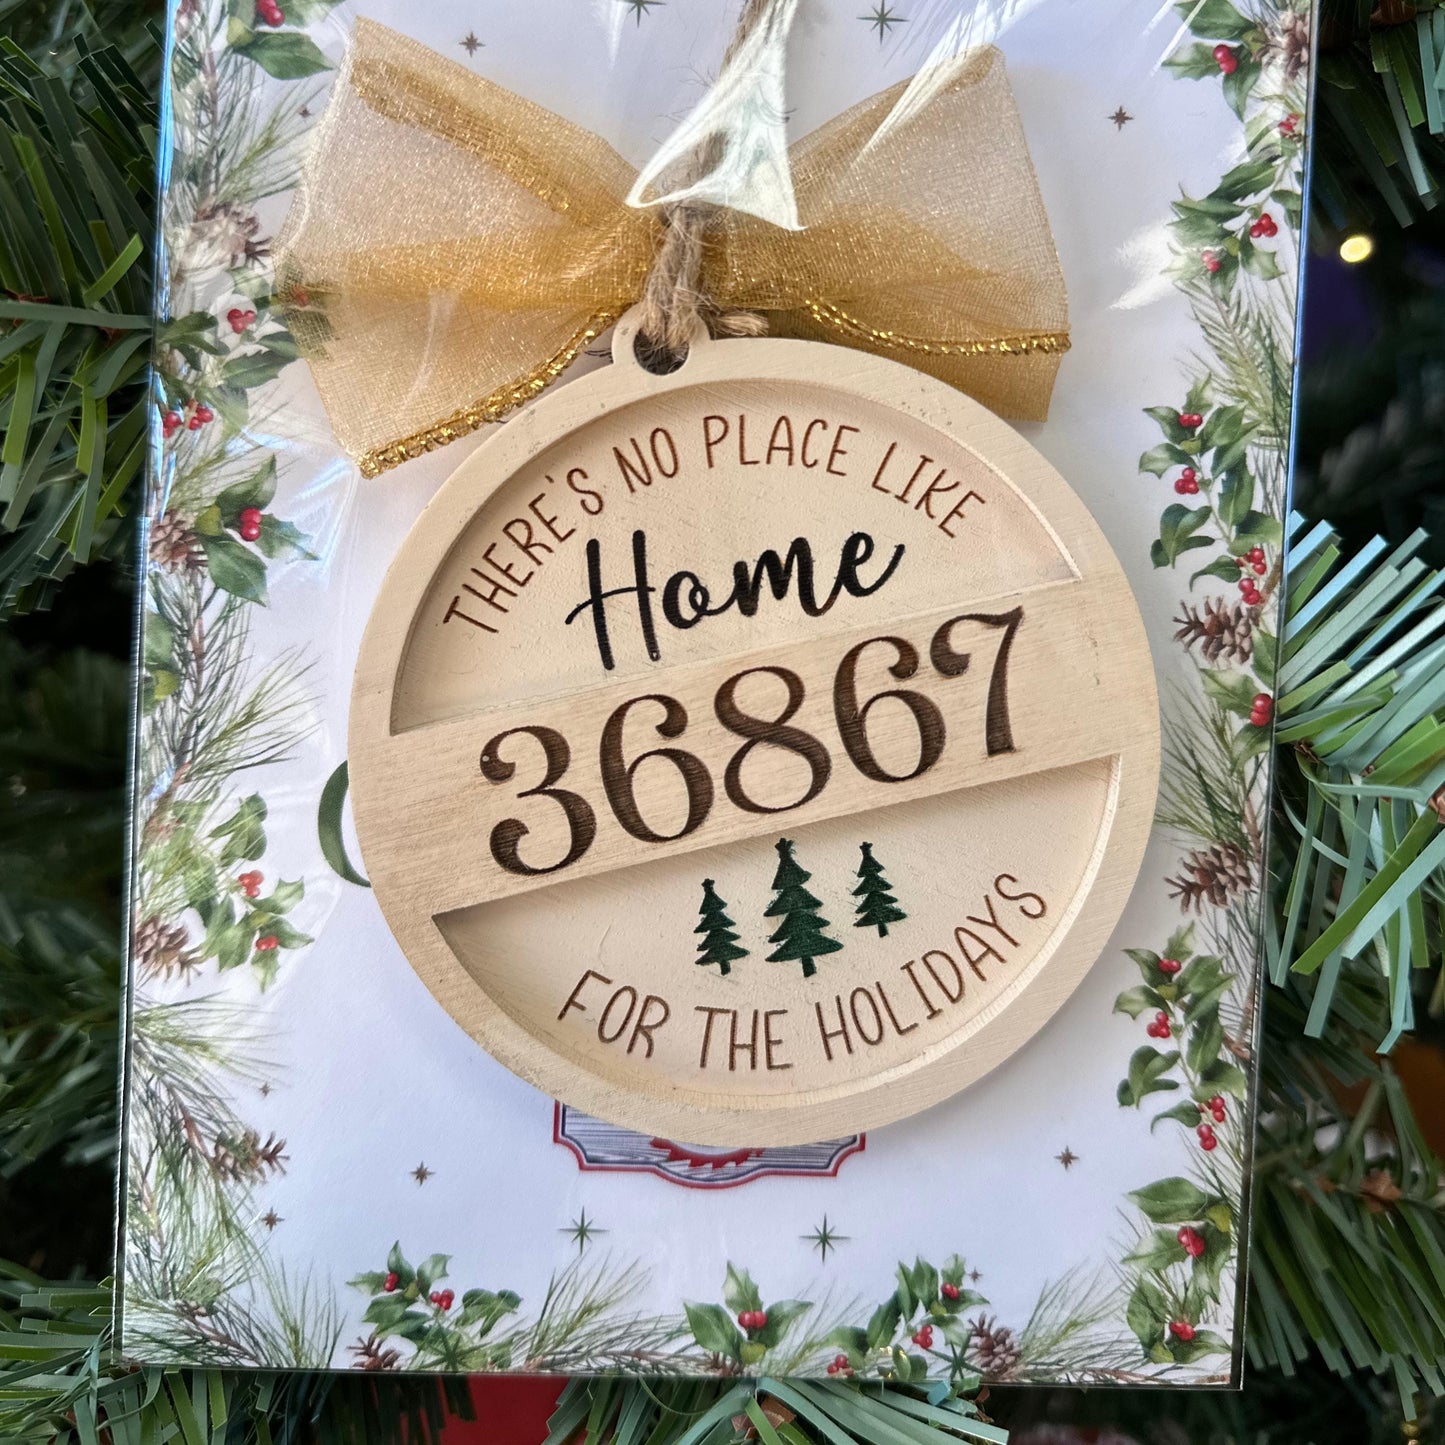 THERE'S NO PLACE LIKE
Home
36867
FOR THE HOLIDAYS